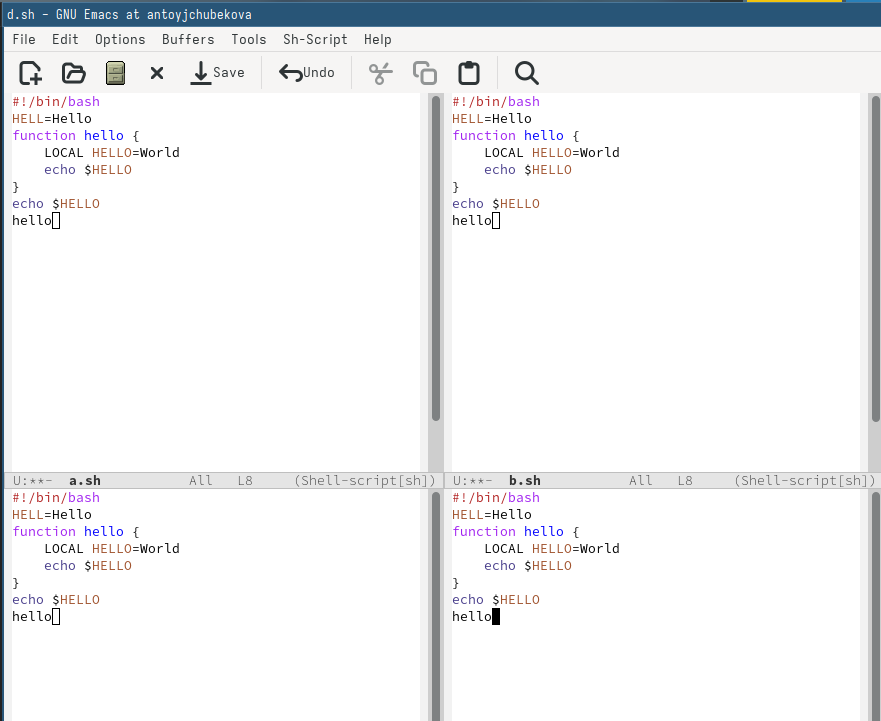 d.sh – GNU Emacs at antoyjchubekova
File Edit Options Buffers Tools Sh-Script Help
Save Undo
#!/bin/bash
HELL=Hello
function hello {
    LOCAL HELLO=World
    echo $HELLO
}
echo $HELLO
hello
U:**- a.sh All L8 (Shell-script[sh])
#!/bin/bash
HELL=Hello
function hello {
    LOCAL HELLO=World
    echo $HELLO
}
echo $HELLO
hello
U:**- b.sh All L8 (Shell-script[sh])
#!/bin/bash
HELL=Hello
function hello {
    LOCAL HELLO=World
    echo $HELLO
}
echo $HELLO
hello
#!/bin/bash
HELL=Hello
function hello {
    LOCAL HELLO=World
    echo $HELLO
}
echo $HELLO
hello